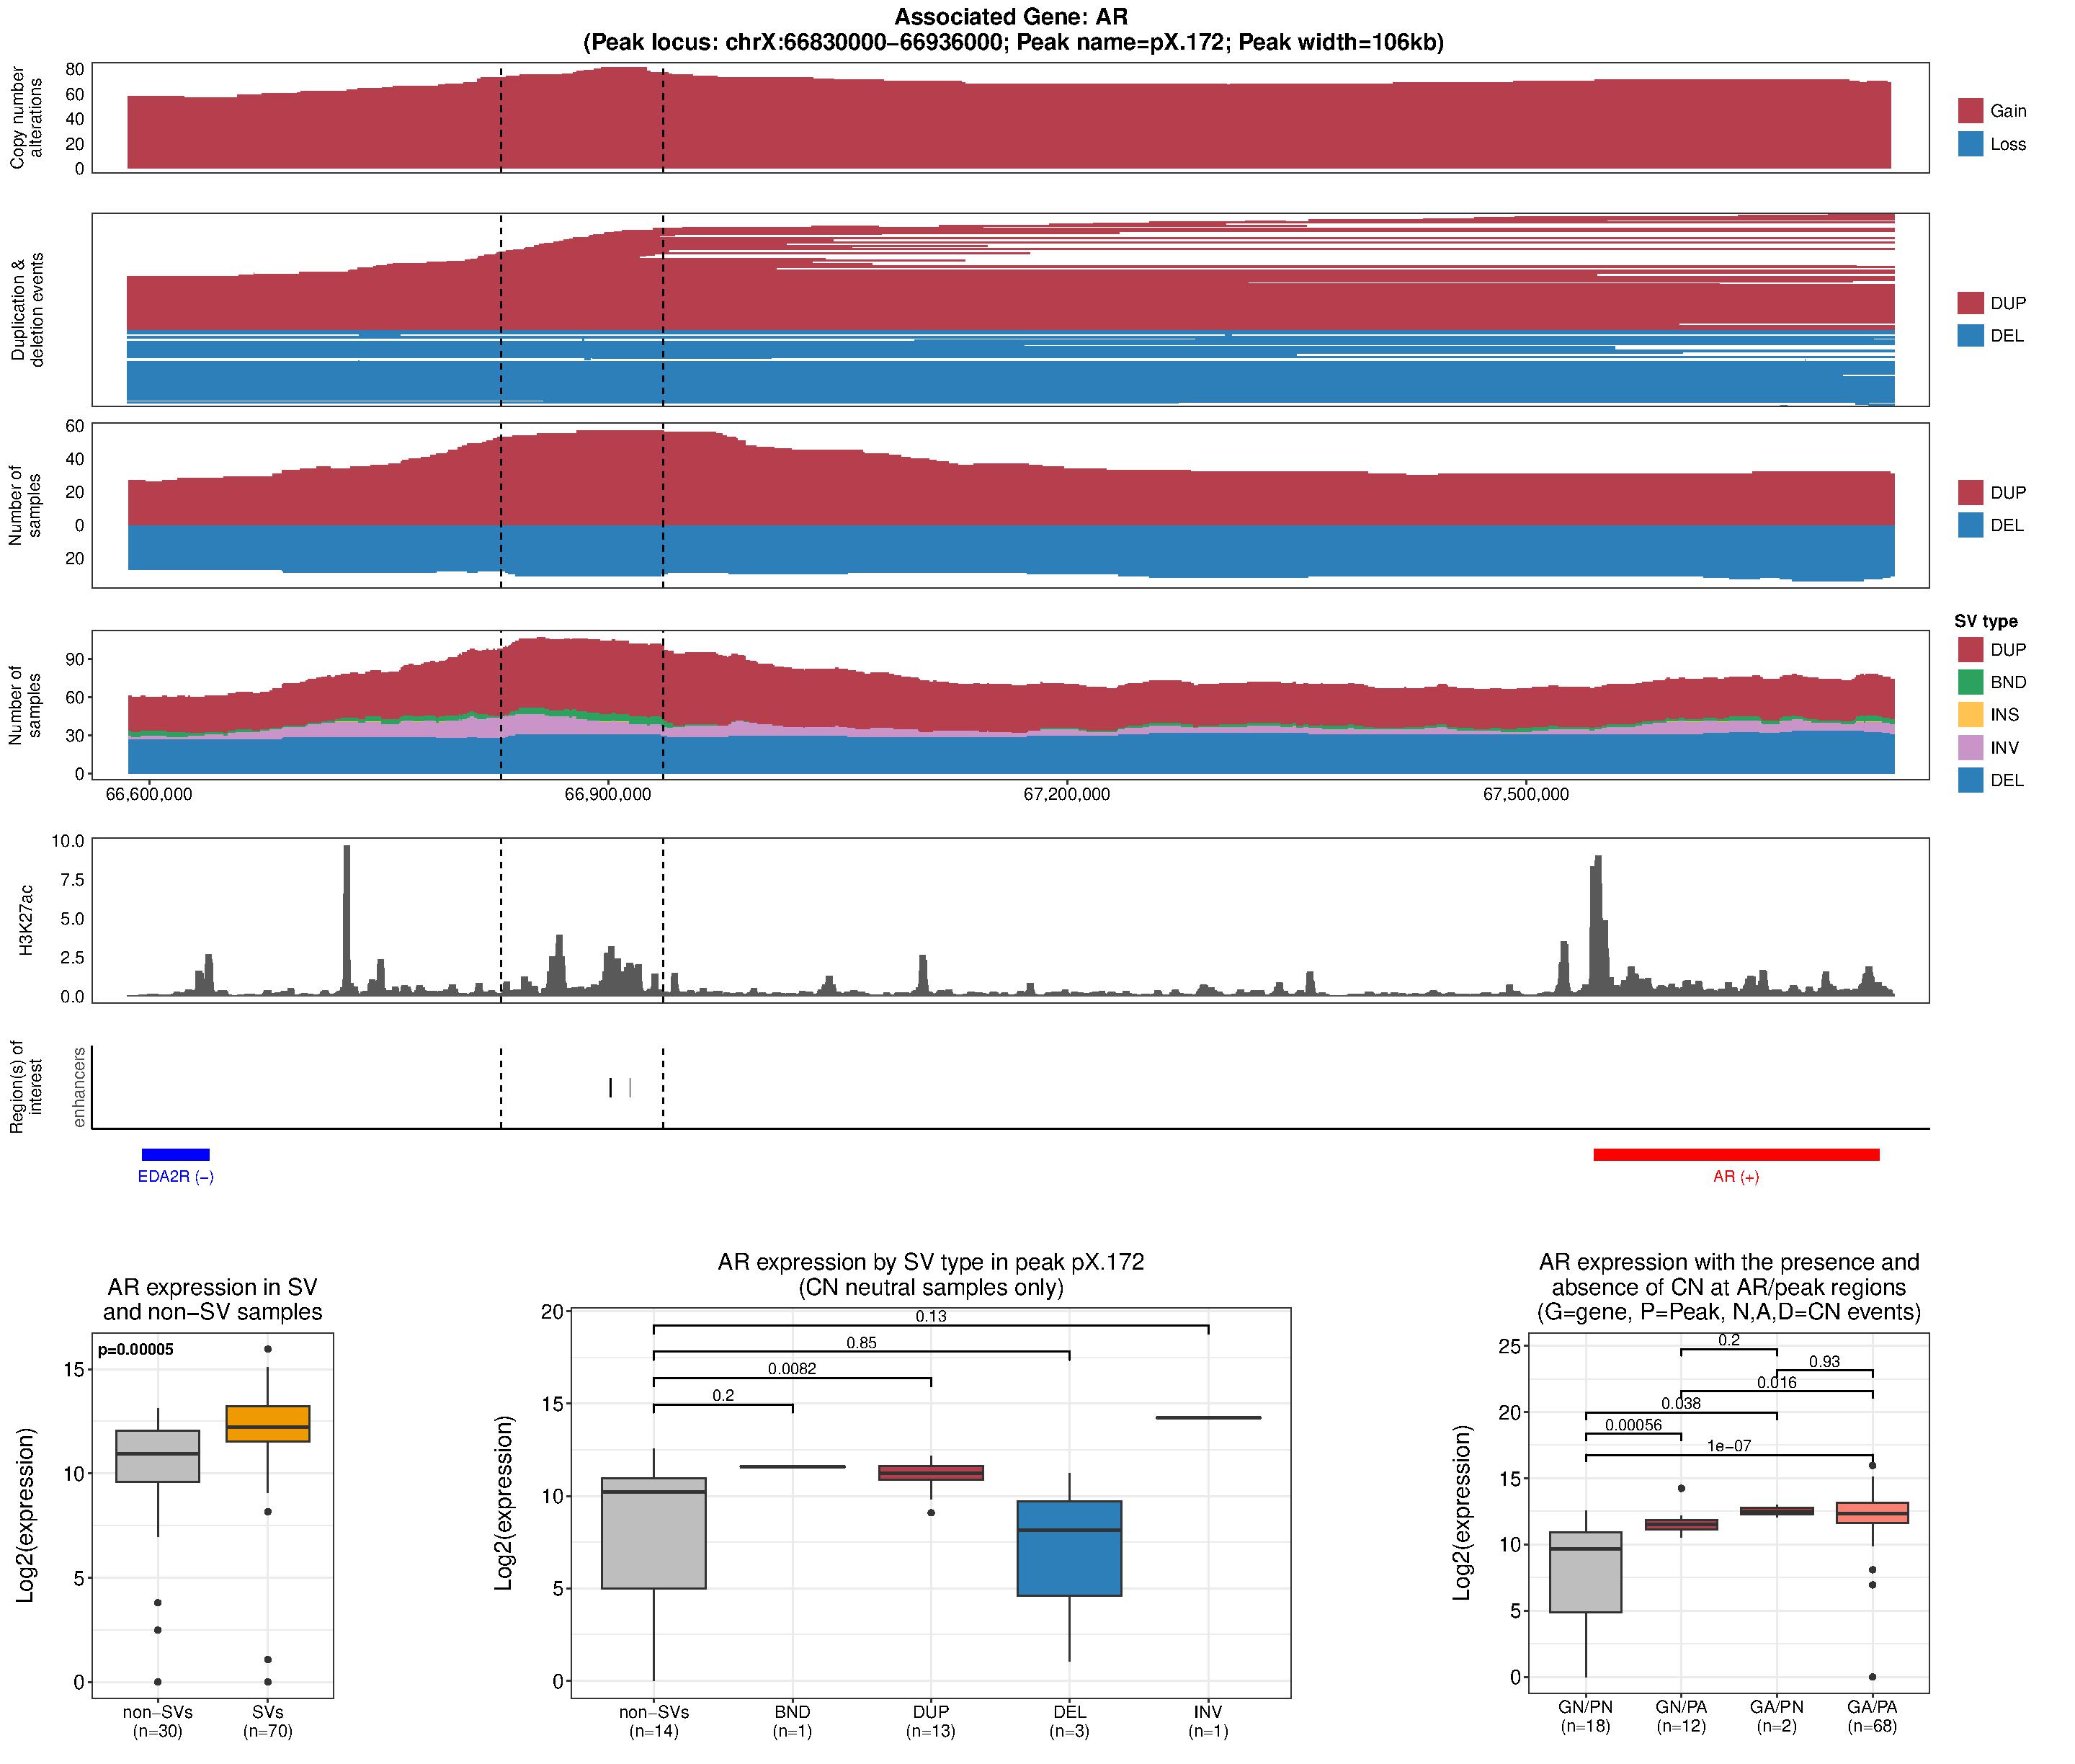 Associated Gene: AR
(Peak locus: chrX:66830000−66936000; Peak name=pX.172; Peak width=106kb)
Copy number
alterations
80
60
40
20
0
Gain
Loss
Duplication &
deletion events
DUP
DEL
Number of
samples
60
40
20
0
20
DUP
DEL
Number of
samples
90
60
30
0
SV type
DUP
BND
INS
INV
DEL
66,600,000
66,900,000
67,200,000
67,500,000
H3K27ac
10.0
7.5
5.0
2.5
0.0
Region(s) of
interest
enhancers
EDA2R (−)
AR (+)
AR expression in SV
and non−SV samples
p=0.00005
Log2(expression)
15
10
5
0
non−SVs
(n=30)
SVs
(n=70)
AR expression by SV type in peak pX.172
(CN neutral samples only)
Log2(expression)
20
15
10
5
0
0.13
0.85
0.0082
0.2
non−SVs
(n=14)
BND
(n=1)
DUP
(n=13)
DEL
(n=3)
INV
(n=1)
AR expression with the presence and
absence of CN at AR/peak regions
(G=gene, P=Peak, N,A,D=CN events)
Log2(expression)
25
20
15
10
5
0
0.2
0.93
0.016
0.038
0.00056
1e−07
GN/PN
(n=18)
GN/PA
(n=12)
GA/PN
(n=2)
GA/PA
(n=68)